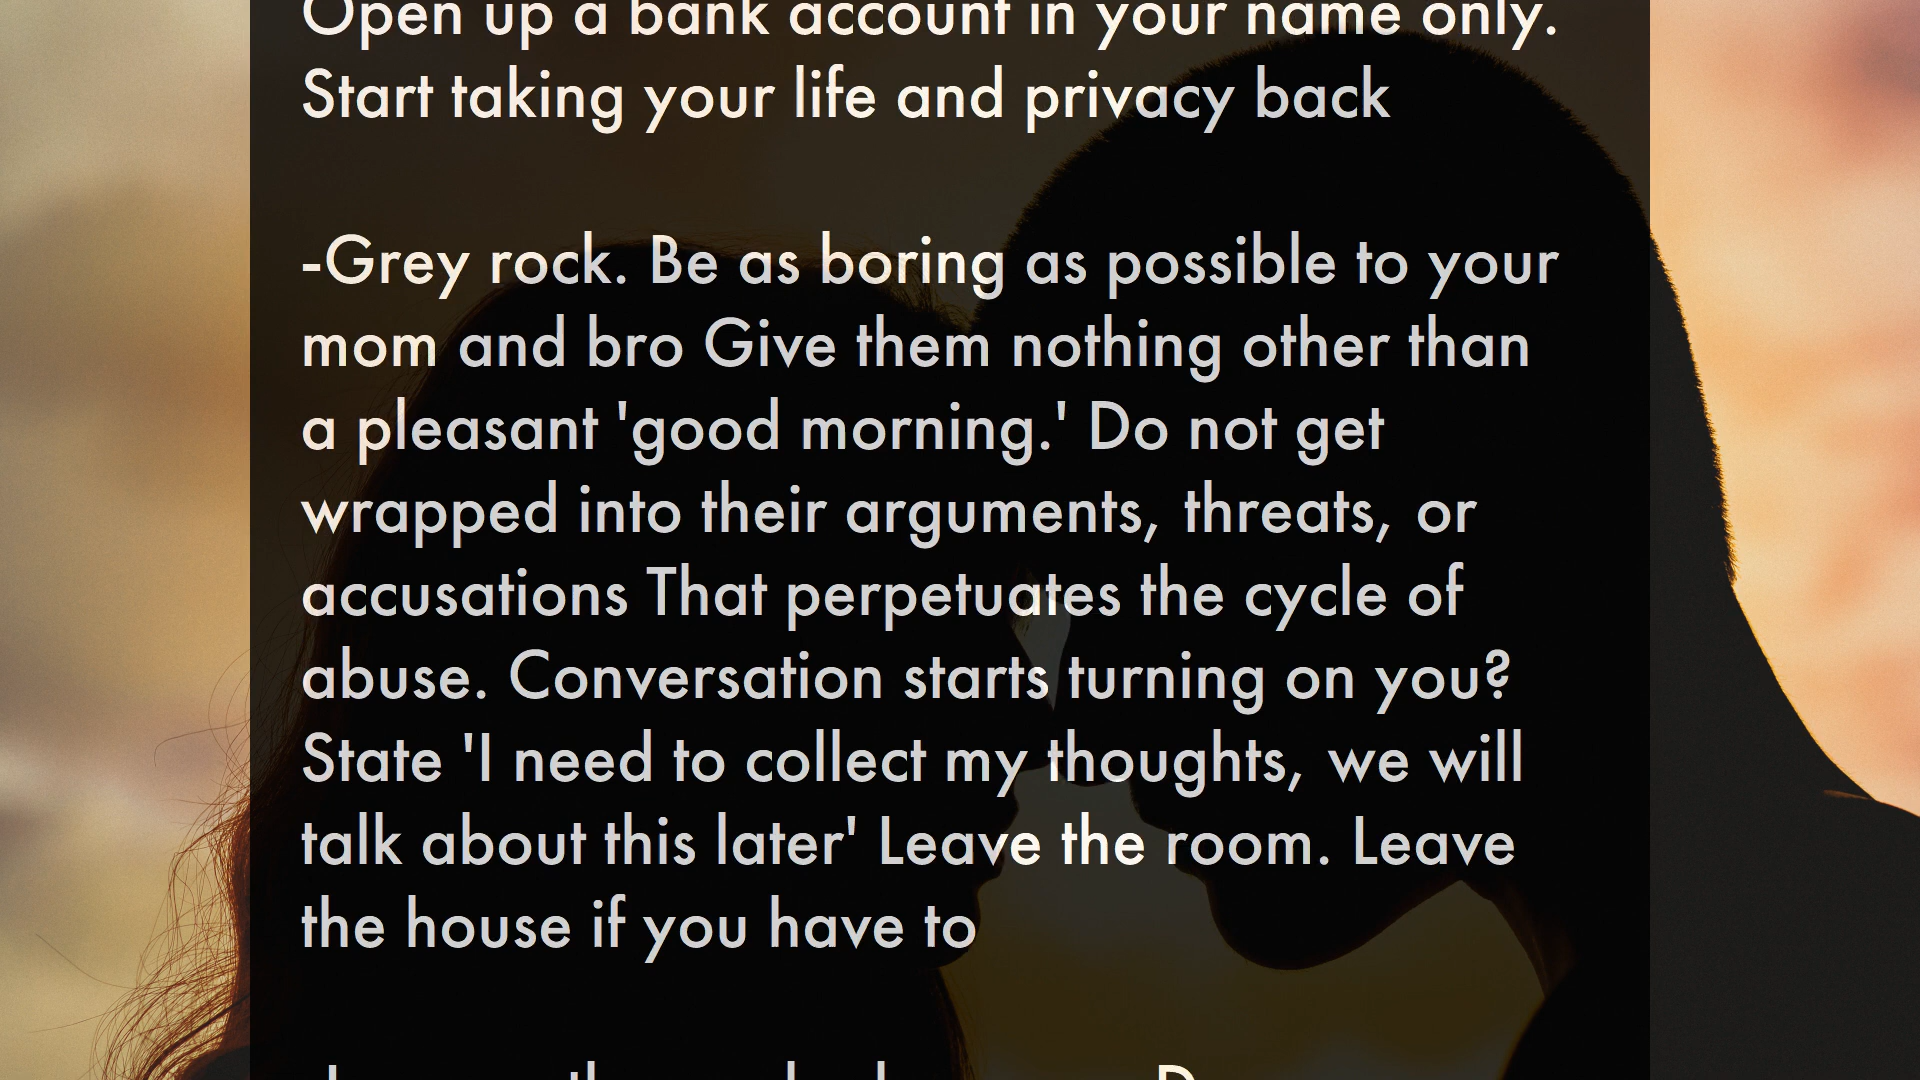 Open up a bank account in your name only.
Start taking your life and privacy back
-Grey rock. Be as boring as possible to your
mom and bro Give them nothing other than
a pleasant 'good morning.' Do not get
wrapped into their arguments, threats, or
accusations That perpetuates the cycle of
abuse. Conversation starts turning on you?
State 'I need to collect my thoughts, we will
talk about this later' Leave the room. Leave
the house if you have to